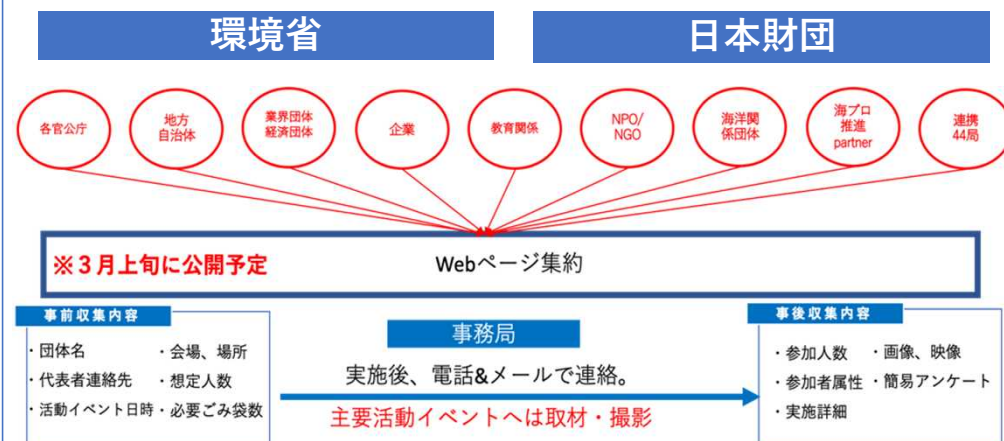 環境省
日本財団
各官公庁
地方
自治体
業界団体
経済団体
企業
教育関係
NPO/
NGO
海洋関
係団体
海プロ
推進
partner
連携
44局
※３月上旬に公開予定
Webページ集約
事前収集内容
・団体名 ・会場、場所
・代表者連絡先 ・想定人数
・活動イベント日時・必要ごみ袋数
事務局
実施後、電話&メールで連絡。
主要活動イベントへは取材・撮影
事後収集内容
・参加人数 ・画像、映像
・参加者属性 ・簡易アンケート
・実施詳細